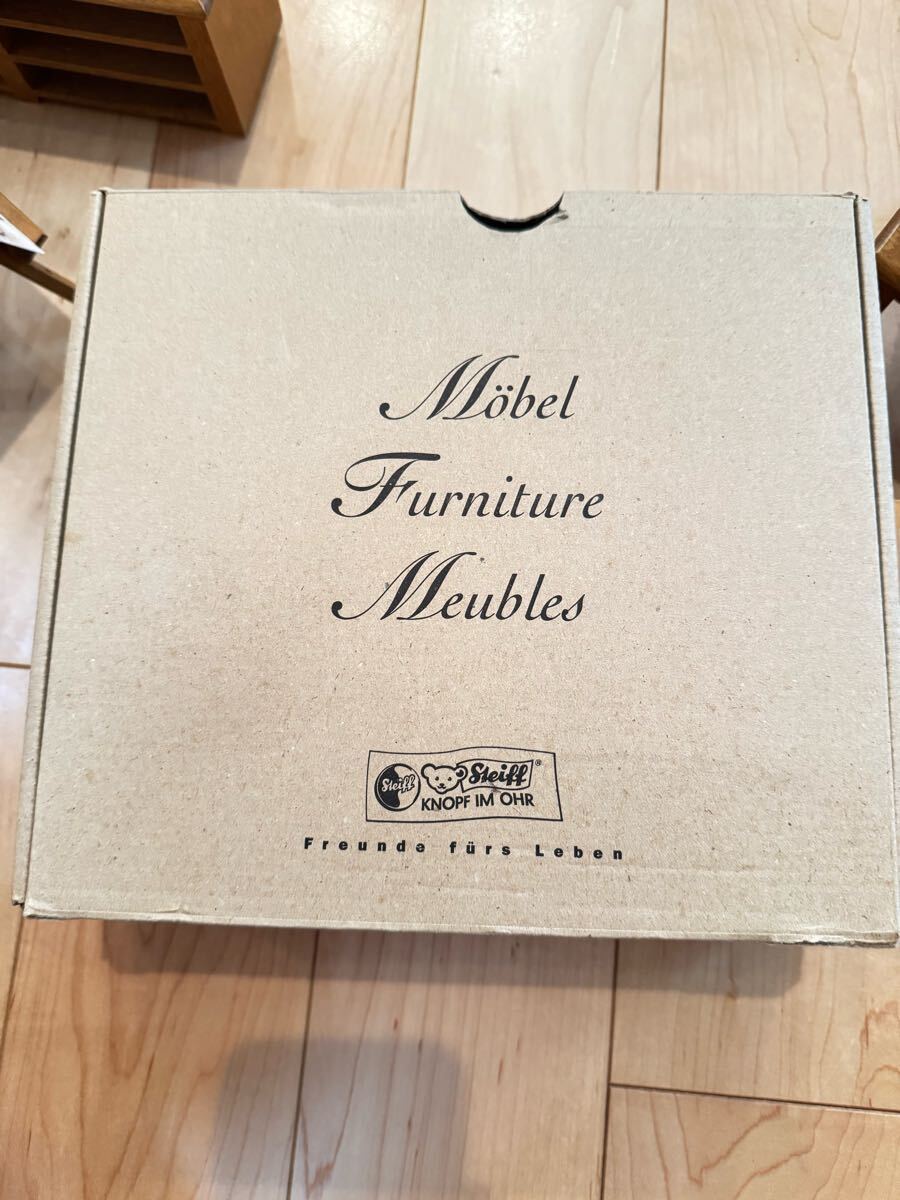 Möbel
Furniture
Meubles
Steiff Steiff®
KNOPF IM OHR
Freunde fürs Leben